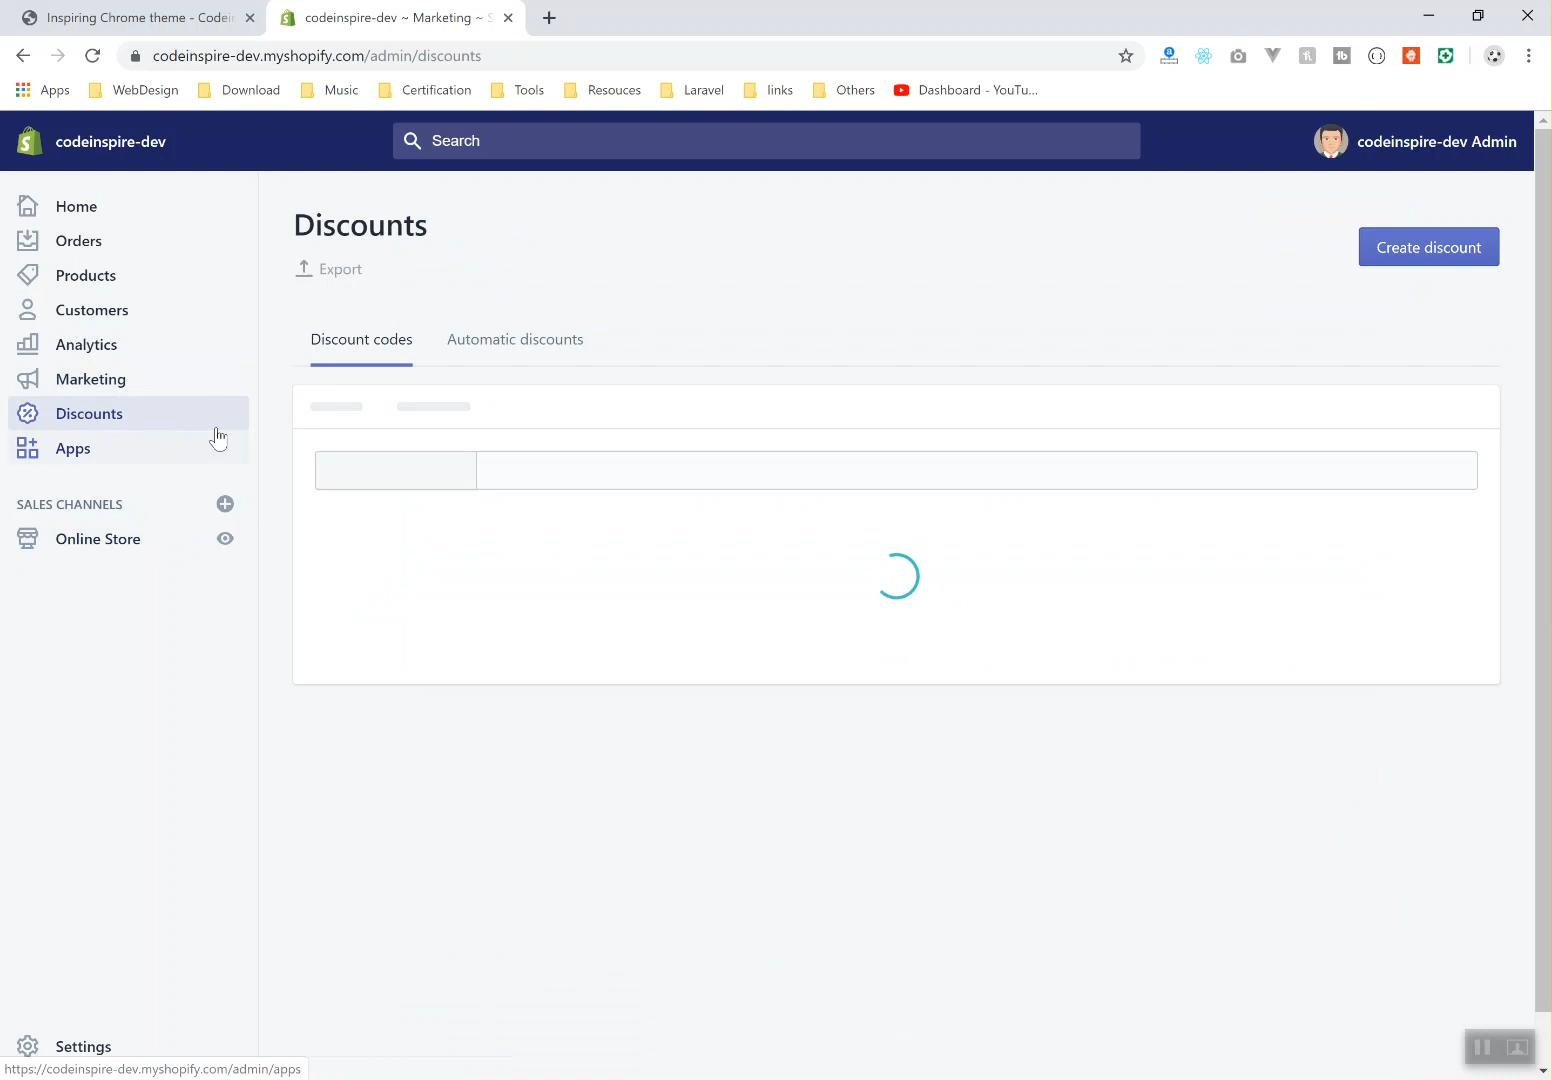 Inspiring Chrome theme - Codei
codeinspire-dev ~ Marketing ~ S
codeinspire-dev.myshopify.com/admin/discounts
Apps
WebDesign
Download
Music
Certification
Tools
Resouces
Laravel
links
Others
Dashboard - YouTu...
codeinspire-dev
Search
codeinspire-dev Admin
Home
Orders
Products
Customers
Analytics
Marketing
Discounts
Apps
SALES CHANNELS
Online Store
Settings
Discounts
Export
Create discount
Discount codes
Automatic discounts
https://codeinspire-dev.myshopify.com/admin/apps